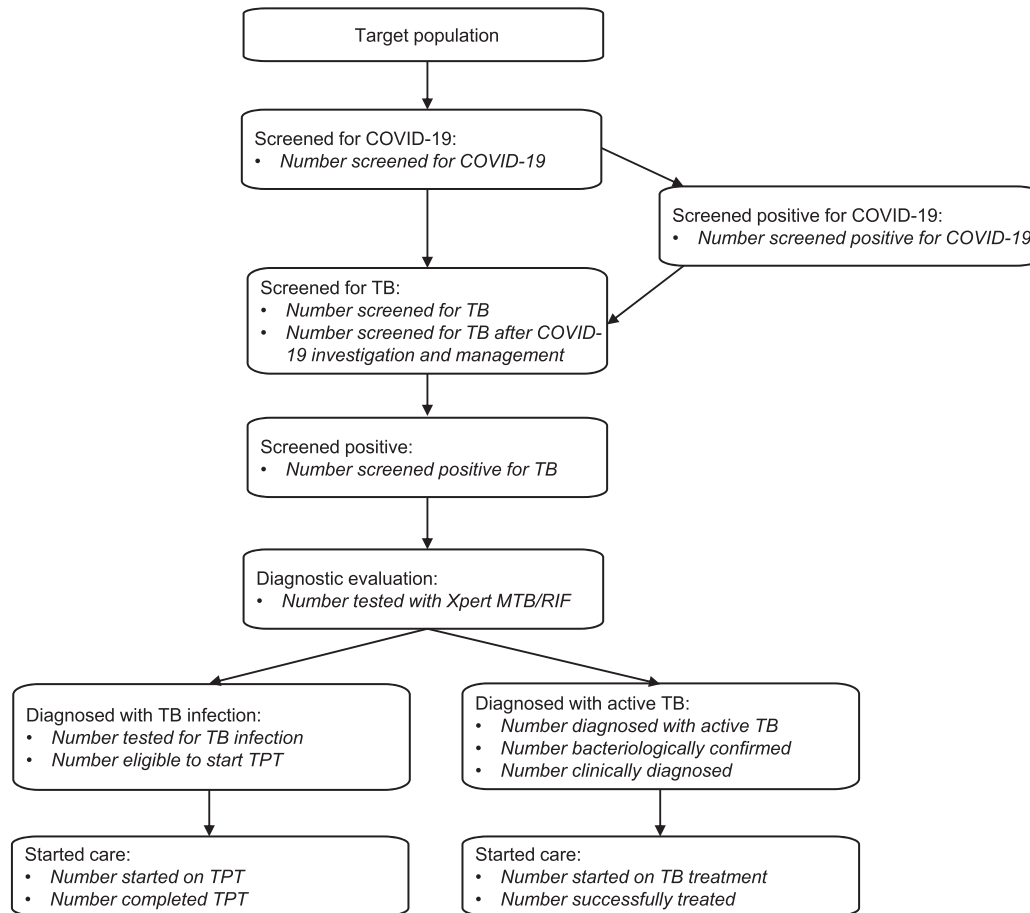 Target population
Screened for COVID-19:
• Number screened for COVID-19
Screened positive for COVID-19:
• Number screened positive for COVID-19
Screened for TB:
• Number screened for TB
• Number screened for TB after COVID-
19 investigation and management
Screened positive:
• Number screened positive for TB
Diagnostic evaluation:
• Number tested with Xpert MTB/RIF
Diagnosed with TB infection:
• Number tested for TB infection
• Number eligible to start TPT
Diagnosed with active TB:
• Number diagnosed with active TB
• Number bacteriologically confirmed
• Number clinically diagnosed
Started care:
• Number started on TPT
• Number completed TPT
Started care:
• Number started on TB treatment
• Number successfully treated